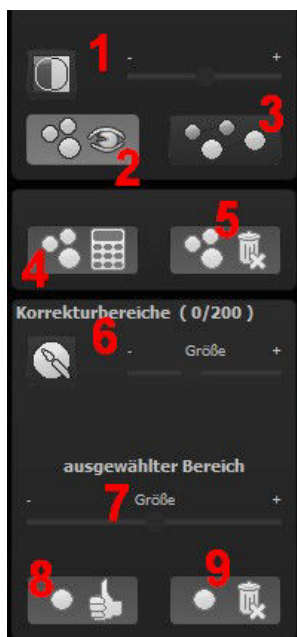 1
- +
3
2
5
4
Korrekturbereiche ( 0/200 )
6
- Größe +
ausgewählter Bereich
- Größe +
7
8
9